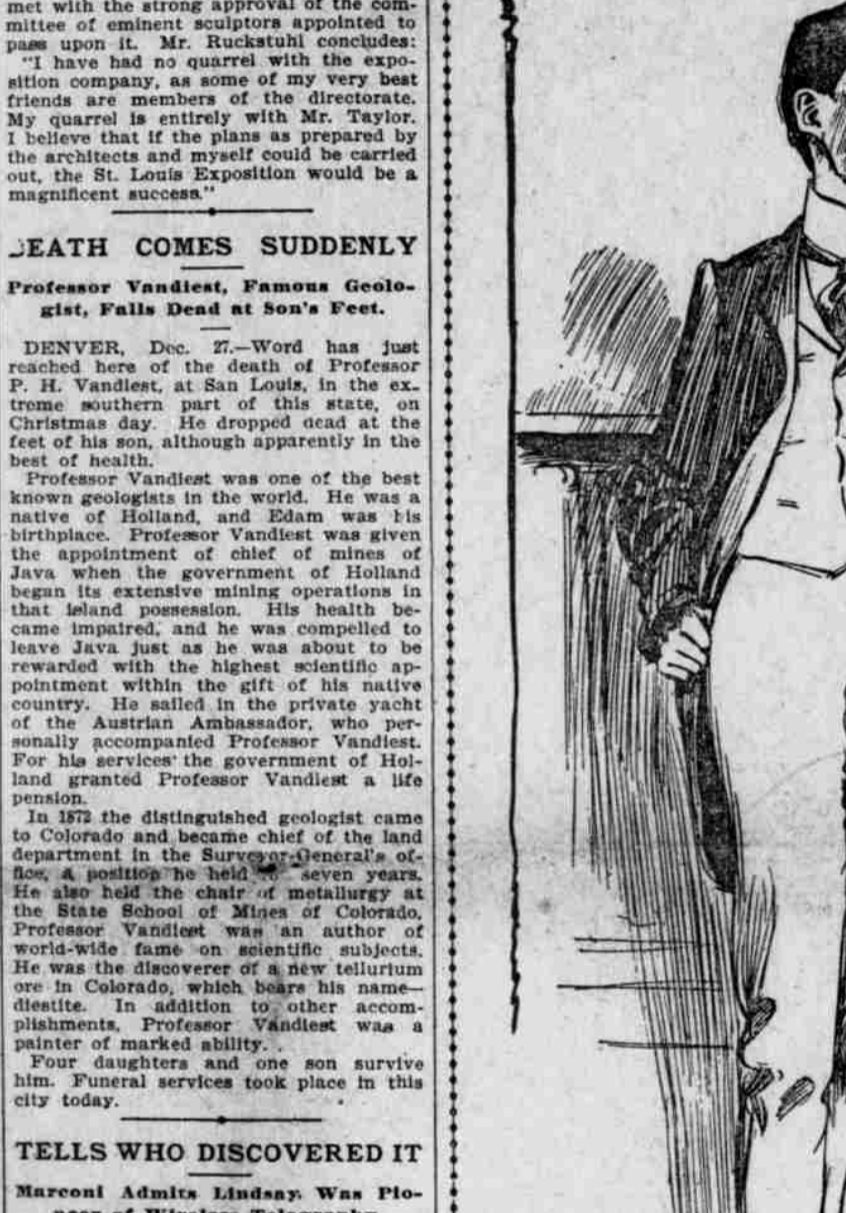 met with the strong approval of the com-
mittee of eminent sculptors appointed to
pass upon it. Mr. Ruckstuhl concludes:
"I have had no quarrel with the expo-
sition company, as some of my very best
friends are members of the directorate.
My quarrel is entirely with Mr. Taylor.
I believe that if the plans as prepared by
the architects and myself could be carried
out, the St. Louis Exposition would be a
magnificent success."
DEATH COMES SUDDENLY
Professor Vandiest, Famous Geolo-
gist, Falls Dead at Son's Feet.
DENVER, Dec. 27.—Word has just
reached here of the death of Professor
P. H. Vandiest, at San Louis, in the ex-
treme southern part of this state, on
Christmas day. He dropped dead at the
feet of his son, although apparently in the
best of health.
Professor Vandiest was one of the best
known geologists in the world. He was a
native of Holland, and Edam was his
birthplace. Professor Vandiest was given
the appointment of chief of mines of
Java when the government of Holland
began its extensive mining operations in
that island possession. His health be-
came impaired, and he was compelled to
leave Java just as he was about to be
rewarded with the highest scientific ap-
pointment within the gift of his native
country. He sailed in the private yacht
of the Austrian Ambassador, who per-
sonally accompanied Professor Vandiest.
For his services the government of Hol-
land granted Professor Vandiest a life
pension.
In 1872 the distinguished geologist came
to Colorado and became chief of the land
department in the Surveyor-General's of-
fice, a position he held seven years.
He also held the chair of metallurgy at
the State School of Mines of Colorado.
Professor Vandiest was an author of
world-wide fame on scientific subjects.
He was the discoverer of a new tellurium
ore in Colorado, which bears his name—
diestite. In addition to other accom-
plishments, Professor Vandiest was a
painter of marked ability.
Four daughters and one son survive
him. Funeral services took place in this
city today.
TELLS WHO DISCOVERED IT
Marconi Admits Lindsay Was Pio-
neer of Wireless Telegraphy